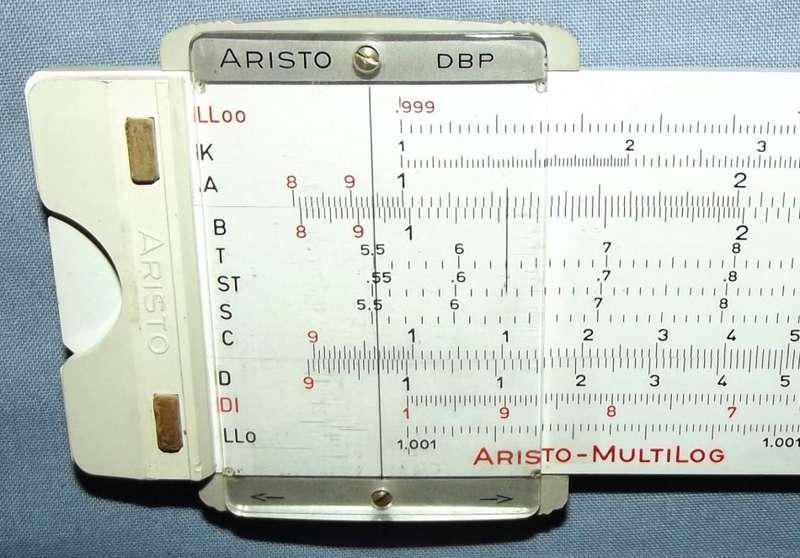 ARISTO DBP
LLoo .999
K 1 2 3
A 8 9 1 2
B 8 9 1 2
T 5.5 6 7 8
ST .55 .6 .7 .8
S 5.5 6 7 8
C 9 1 1 2 3 4 5
D 9 1 1 2 3 4 5
DI 1 9 8 7
LLo 1.001 1.001
ARISTO-MULTILOG
ARISTO
← →